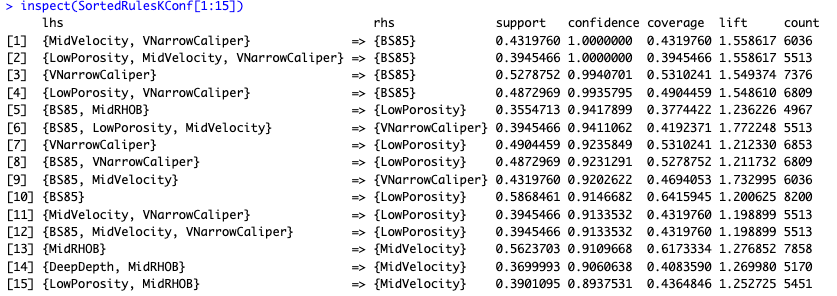 > inspect(SortedRulesKConf[1:15])
lhs rhs support confidence coverage lift count
[1] {MidVelocity, VNarrowCaliper} => {BS85} 0.4319760 1.0000000 0.4319760 1.558617 6036
[2] {LowPorosity, MidVelocity, VNarrowCaliper} => {BS85} 0.3945466 1.0000000 0.3945466 1.558617 5513
[3] {VNarrowCaliper} => {BS85} 0.5278752 0.9940701 0.5310241 1.549374 7376
[4] {LowPorosity, VNarrowCaliper} => {BS85} 0.4872969 0.9935795 0.4904459 1.548610 6809
[5] {BS85, MidRHOB} => {LowPorosity} 0.3554713 0.9417899 0.3774422 1.236226 4967
[6] {BS85, LowPorosity, MidVelocity} => {VNarrowCaliper} 0.3945466 0.9411062 0.4192371 1.772248 5513
[7] {VNarrowCaliper} => {LowPorosity} 0.4904459 0.9235849 0.5310241 1.212330 6853
[8] {BS85, VNarrowCaliper} => {LowPorosity} 0.4872969 0.9231291 0.5278752 1.211732 6809
[9] {BS85, MidVelocity} => {VNarrowCaliper} 0.4319760 0.9202622 0.4694053 1.732995 6036
[10] {BS85} => {LowPorosity} 0.5868461 0.9146682 0.6415945 1.200625 8200
[11] {MidVelocity, VNarrowCaliper} => {LowPorosity} 0.3945466 0.9133532 0.4319760 1.198899 5513
[12] {BS85, MidVelocity, VNarrowCaliper} => {LowPorosity} 0.3945466 0.9133532 0.4319760 1.198899 5513
[13] {MidRHOB} => {MidVelocity} 0.5623703 0.9109668 0.6173334 1.276852 7858
[14] {DeepDepth, MidRHOB} => {MidVelocity} 0.3699993 0.9060638 0.4083590 1.269980 5170
[15] {LowPorosity, MidRHOB} => {MidVelocity} 0.3901095 0.8937531 0.4364846 1.252725 5451